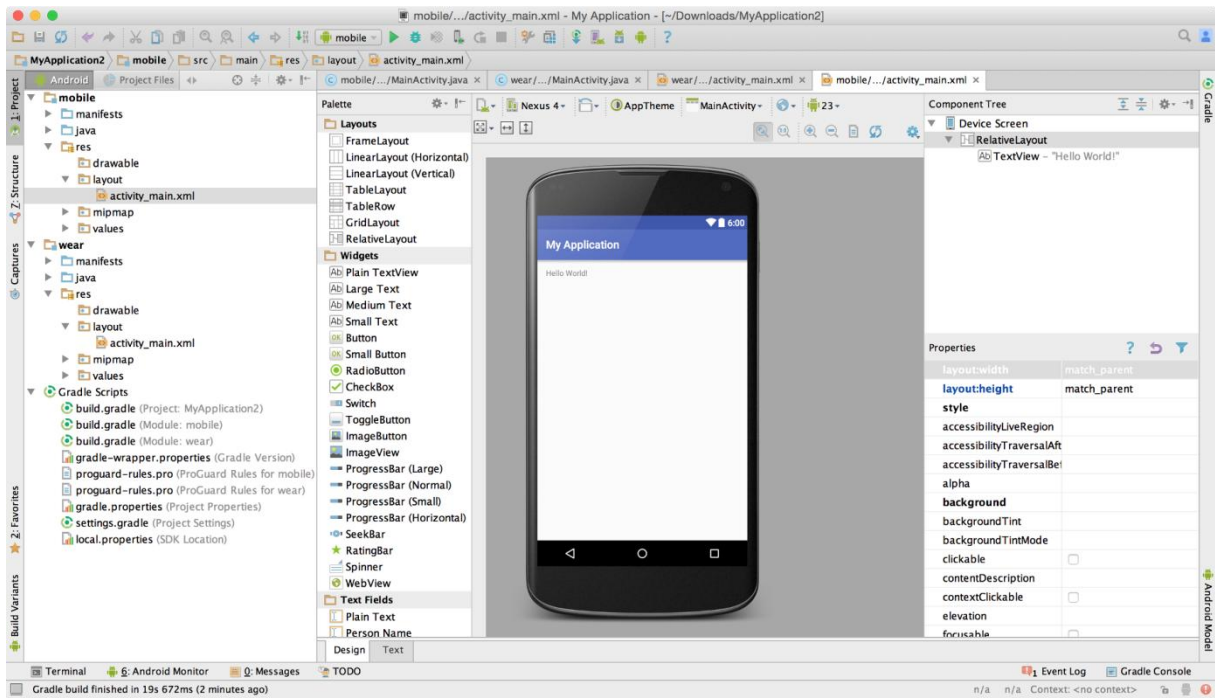 mobile/.../activity_main.xml - My Application - [~/Downloads/MyApplication2]
mobile
?
MyApplication2 mobile src main res layout activity_main.xml
Android Project Files
mobile/.../MainActivity.java × wear/.../MainActivity.java × wear/.../activity_main.xml × mobile/.../activity_main.xml ×
1: Project
Z: Structure
Captures
2: Favorites
Build Variants
mobile
manifests
java
res
drawable
layout
activity_main.xml
mipmap
values
wear
manifests
java
res
drawable
layout
activity_main.xml
mipmap
values
Gradle Scripts
build.gradle (Project: MyApplication2)
build.gradle (Module: mobile)
build.gradle (Module: wear)
gradle-wrapper.properties (Gradle Version)
proguard-rules.pro (ProGuard Rules for mobile)
proguard-rules.pro (ProGuard Rules for wear)
gradle.properties (Project Properties)
settings.gradle (Project Settings)
local.properties (SDK Location)
Palette
Layouts
FrameLayout
LinearLayout (Horizontal)
LinearLayout (Vertical)
TableLayout
TableRow
GridLayout
RelativeLayout
Widgets
Ab Plain TextView
Ab Large Text
Ab Medium Text
Ab Small Text
OK Button
OK Small Button
RadioButton
CheckBox
Switch
ToggleButton
ImageButton
ImageView
ProgressBar (Large)
ProgressBar (Normal)
ProgressBar (Small)
ProgressBar (Horizontal)
SeekBar
RatingBar
Spinner
WebView
Text Fields
Plain Text
Person Name
Nexus 4 AppTheme MainActivity 23
6:00
My Application
Hello World!
Design Text
Component Tree
Device Screen
RelativeLayout
Ab TextView - "Hello World!"
Properties ?
layout:width match_parent
layout:height match_parent
style
accessibilityLiveRegion
accessibilityTraversalAft
accessibilityTraversalBef
alpha
background
backgroundTint
backgroundTintMode
clickable
contentDescription
contextClickable
elevation
focusable
Gradle
Android Model
Terminal 6: Android Monitor 0: Messages TODO 1 Event Log Gradle Console
Gradle build finished in 19s 672ms (2 minutes ago) n/a n/a Context: <no context>